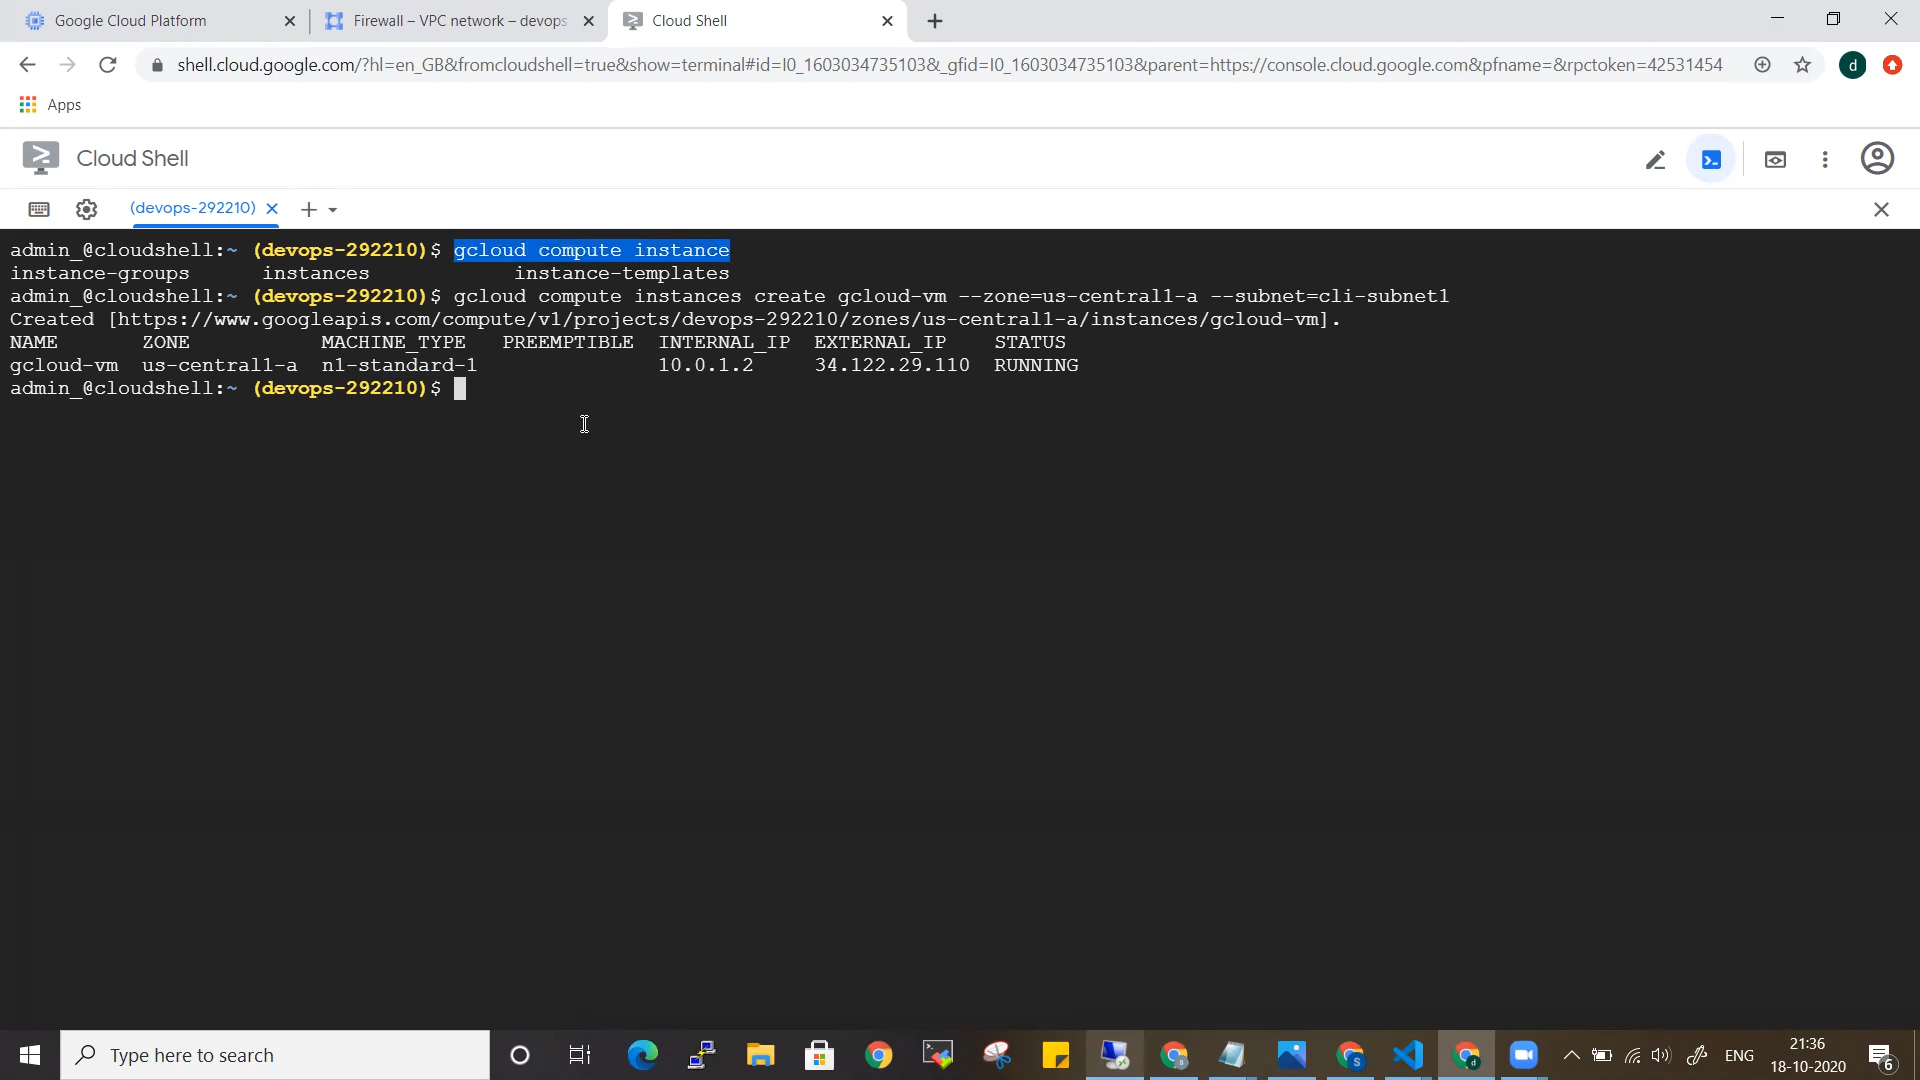 Google Cloud Platform
Firewall – VPC network – devops
Cloud Shell
shell.cloud.google.com/?hl=en_GB&fromcloudshell=true&show=terminal#id=I0_1603034735103&_gfid=I0_1603034735103&parent=https://console.cloud.google.com&pfname=&rpctoken=42531454
d
Apps
Cloud Shell
(devops-292210)
admin_@cloudshell:~ (devops-292210)$ gcloud compute instance
instance-groups instances instance-templates
admin_@cloudshell:~ (devops-292210)$ gcloud compute instances create gcloud-vm --zone=us-central1-a --subnet=cli-subnet1
Created [https://www.googleapis.com/compute/v1/projects/devops-292210/zones/us-central1-a/instances/gcloud-vm].
NAME ZONE MACHINE_TYPE PREEMPTIBLE INTERNAL_IP EXTERNAL_IP STATUS
gcloud-vm us-central1-a n1-standard-1 10.0.1.2 34.122.29.110 RUNNING
admin_@cloudshell:~ (devops-292210)$
Type here to search
ENG
21:36
18-10-2020
6